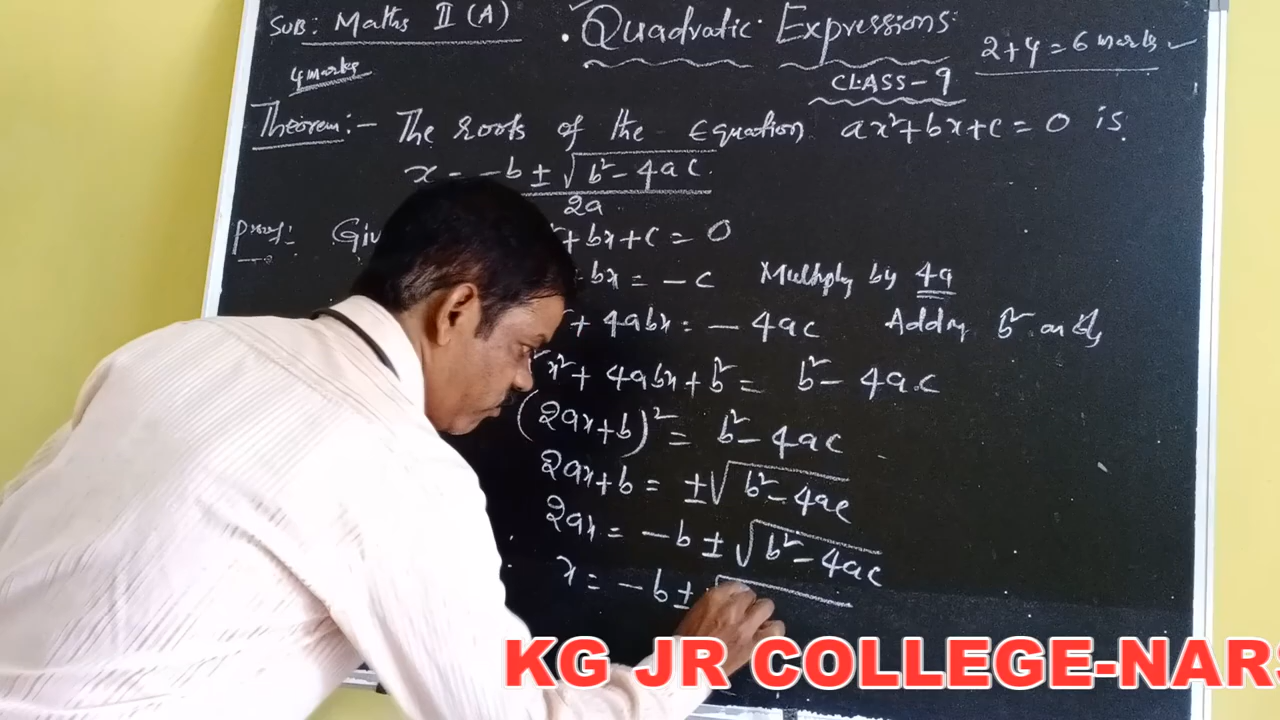 SUB: Maths II (A)
Quadratic Expressions
2+4 = 6 marks
4 marks
CLASS-9
Theorem:- The roots of the Equation ax²+bx+c = 0 is
x = -b ± √b²-4ac
2a
Proof:- Giv +bx+c = 0
bx = -c Multiply by 4a
+ 4abx = - 4ac Adding b² on
²x²+ 4abx+b² = b²- 4ac
(2ax+b)² = b²-4ac
2ax+b = ±√b²-4ac
2ax = -b ± √b²-4ac
x = -b ±
KG JR COLLEGE-NARS